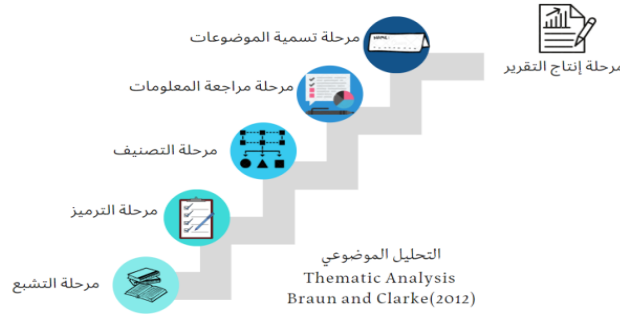 مرحلة تسمية الموضوعات
مرحلة إنتاج التقرير
مرحلة مراجعة المعلومات
مرحلة التصنيف
مرحلة الترميز
مرحلة التشبع
التحليل الموضوعي
Thematic Analysis
Braun and Clarke(2012)